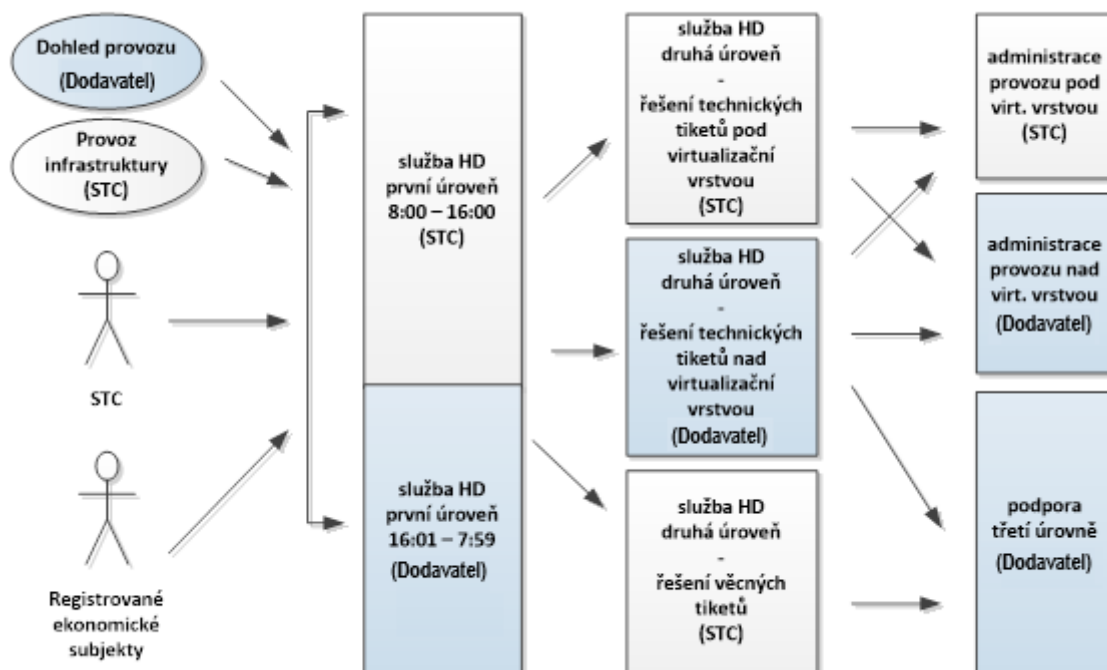 Dohled provozu
(Dodavatel)
Provoz
infrastruktury
(STC)
STC
Registrované
ekonomické
subjekty
služba HD
první úroveň
8:00 – 16:00
(STC)
služba HD
první úroveň
16:01 – 7:59
(Dodavatel)
služba HD
druhá úroveň
-
řešení technických
tiketů pod
virtualizační
vrstvou
(STC)
služba HD
druhá úroveň
-
řešení technických
tiketů nad
virtualizační
vrstvou
(Dodavatel)
služba HD
druhá úroveň
-
řešení věcných
tiketů
(STC)
administrace
provozu pod
virt. vrstvou
(STC)
administrace
provozu nad
virt. vrstvou
(Dodavatel)
podpora
třetí úrovně
(Dodavatel)